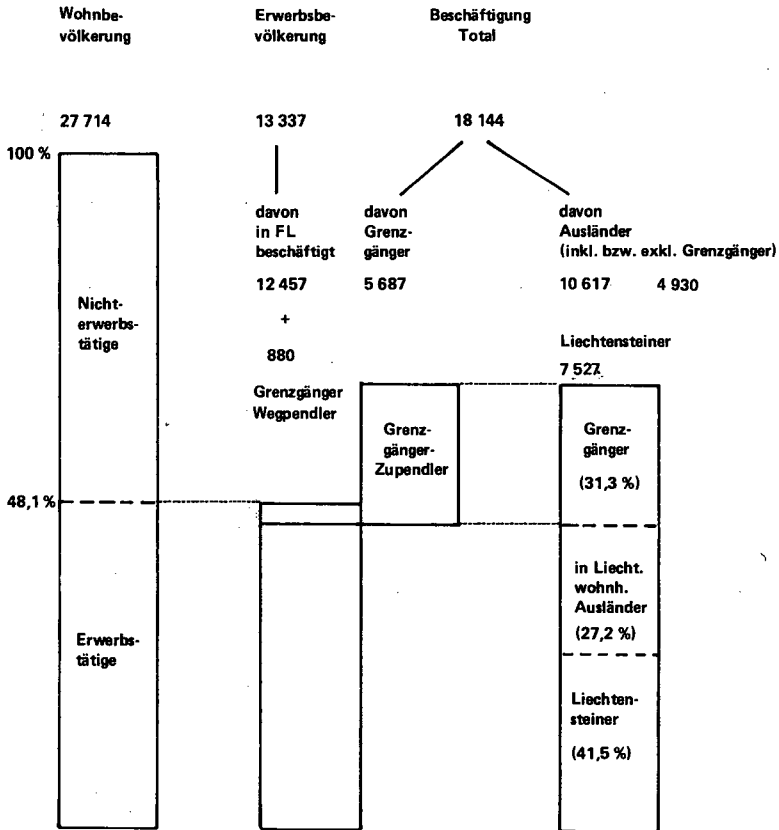 Wohnbe-
völkerung
Erwerbsbe-
völkerung
Beschäftigung
Total
27 714
13 337
18 144
100 %
davon
in FL
beschäftigt
12 457
+
880
Grenzgänger
Wegpendler
davon
Grenz-
gänger
5 687
davon
Ausländer
(inkl. bzw. exkl. Grenzgänger)
10 617 4 930
Liechtensteiner
7 527
Nicht-
erwerbs-
tätige
Grenz-
gänger-
Zupendler
Grenz-
gänger
(31,3 %)
48,1 %
in Liecht.
wohnh.
Ausländer
(27,2 %)
Erwerbs-
tätige
Liechten-
steiner
(41,5 %)